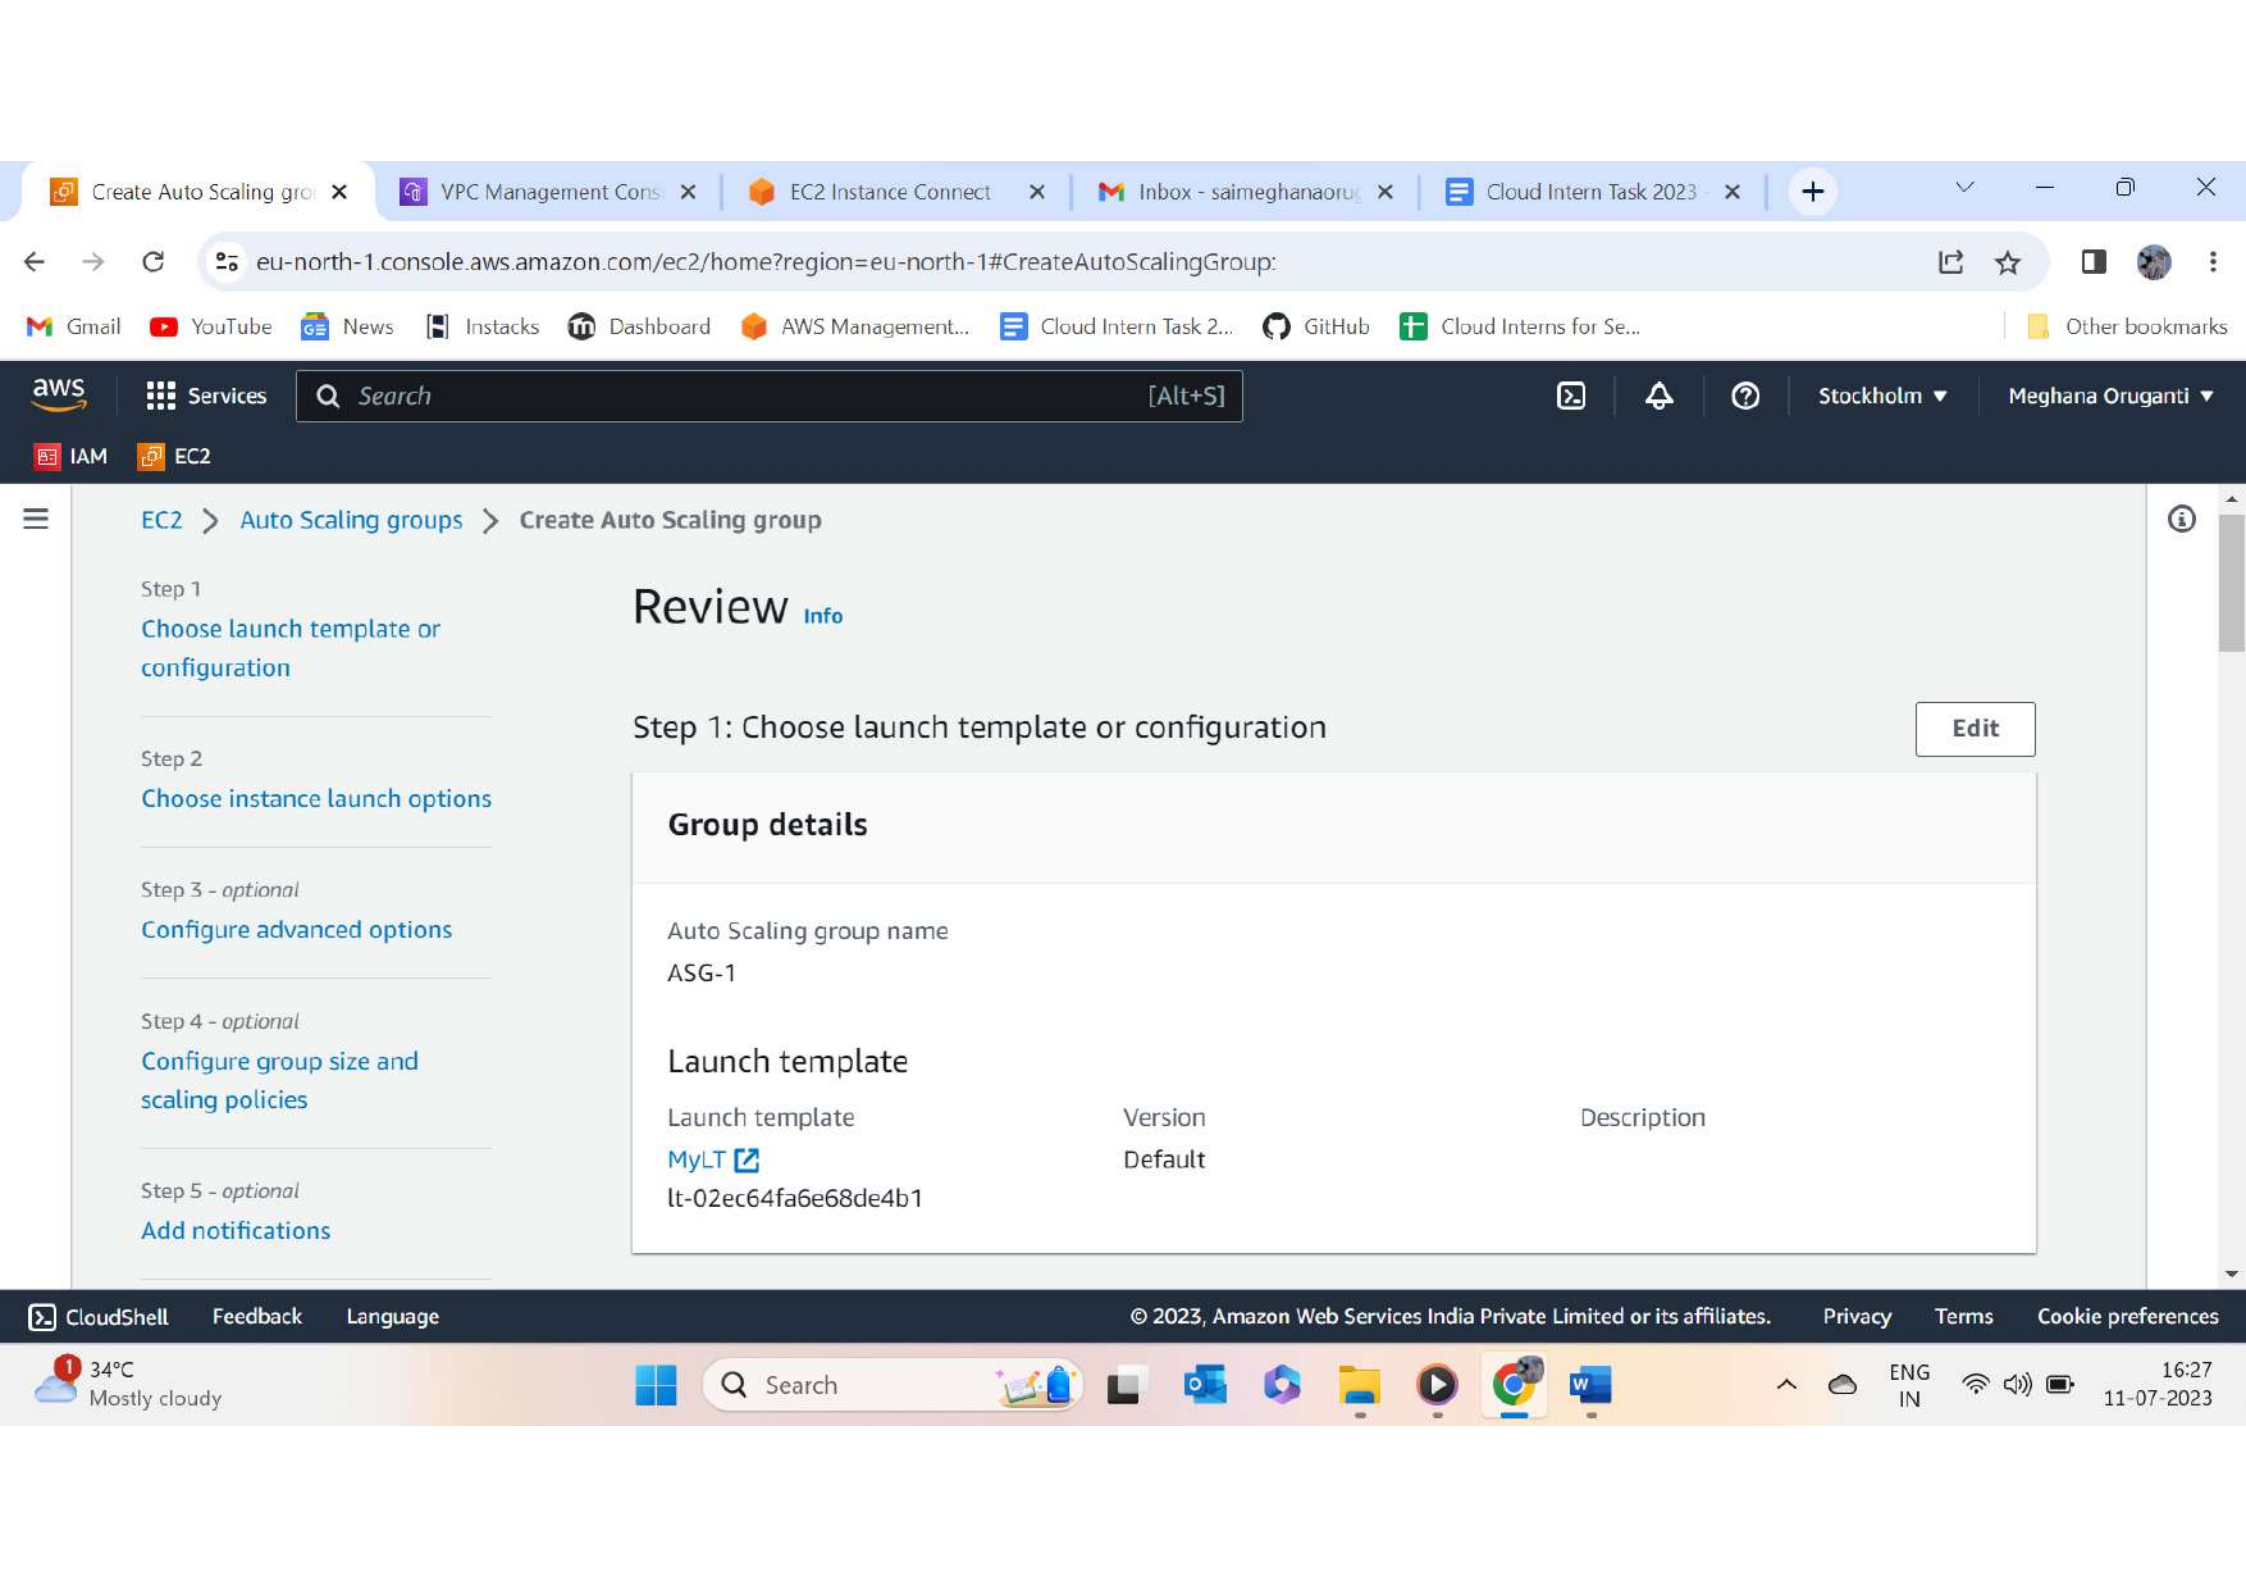 Create Auto Scaling gro
VPC Management Cons
EC2 Instance Connect
Inbox - saimeghanaorug
Cloud Intern Task 2023 -
eu-north-1.console.aws.amazon.com/ec2/home?region=eu-north-1#CreateAutoScalingGroup:
Gmail
YouTube
News
Instacks
Dashboard
AWS Management...
Cloud Intern Task 2...
GitHub
Cloud Interns for Se...
Other bookmarks
aws
Services
Search
[Alt+S]
Stockholm
Meghana Oruganti
IAM
EC2
EC2 > Auto Scaling groups > Create Auto Scaling group
Step 1
Choose launch template or
configuration
Step 2
Choose instance launch options
Step 3 - optional
Configure advanced options
Step 4 - optional
Configure group size and
scaling policies
Step 5 - optional
Add notifications
Review Info
Step 1: Choose launch template or configuration
Edit
Group details
Auto Scaling group name
ASG-1
Launch template
Launch template
Version
Description
MyLT
Default
lt-02ec64fa6e68de4b1
CloudShell
Feedback
Language
© 2023, Amazon Web Services India Private Limited or its affiliates.
Privacy
Terms
Cookie preferences
1
34°C
Mostly cloudy
Search
ENG
IN
16:27
11-07-2023